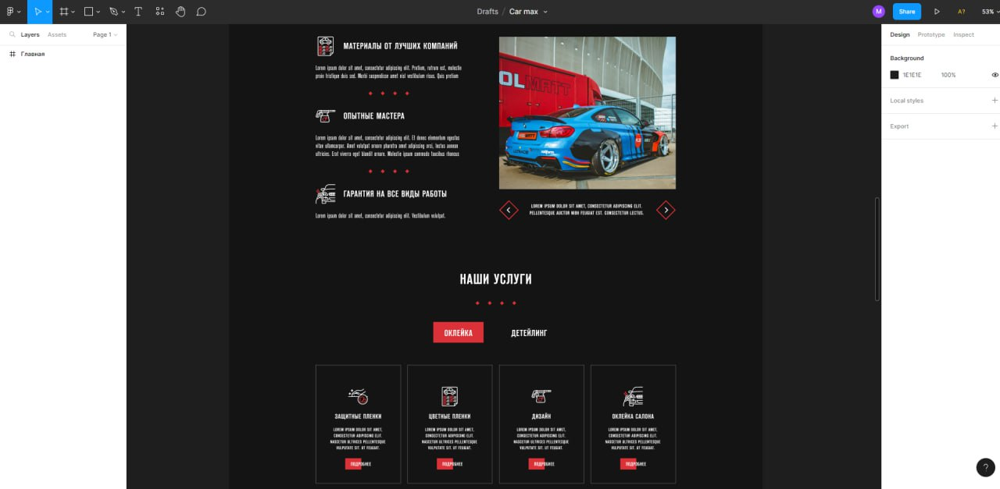 Drafts / Car max
M
Share
A?
53%
Layers
Assets
Page 1
Главная
Design
Prototype
Inspect
Background
1E1E1E
100%
Local styles
Export
?
МАТЕРИАЛЫ ОТ ЛУЧШИХ КОМПАНИЙ
Lorem ipsum dolor sit amet, consectetur adipiscing elit. Pretium, rutrum est, molestie
proin tristique duis sed. Morbi suspendisse amet nisl vestibulum risus. Quis pretium
ОПЫТНЫЕ МАСТЕРА
Lorem ipsum dolor sit amet, consectetur adipiscing elit. Et donec elementum egestas
vitae ullamcorper. Amet volutpat ornare pharetra amet adipiscing orci, luctus aenean
ultricies. Erat viverra eget blandit ornare. Molestie ipsum commodo faucibus rhoncus
ГАРАНТИЯ НА ВСЕ ВИДЫ РАБОТЫ
Lorem ipsum dolor sit amet, consectetur adipiscing elit. Vestibulum volutpat.
OLMATT
LOREM IPSUM DOLOR SIT AMET, CONSECTETUR ADIPISCING ELIT.
PELLENTESQUE AUCTOR NIBH FEUGIAT EST. CONSECTETUR LECTUS.
НАШИ УСЛУГИ
ОКЛЕЙКА
ДЕТЕЙЛИНГ
ЗАЩИТНЫЕ ПЛЕНКИ
LOREM IPSUM DOLOR SIT AMET,
CONSECTETUR ADIPISCING ELIT.
NASCETUR ULTRICES PELLENTESQUE
VULPUTATE SIT. UT FEUGIAT.
ПОДРОБНЕЕ
ЦВЕТНЫЕ ПЛЕНКИ
LOREM IPSUM DOLOR SIT AMET,
CONSECTETUR ADIPISCING ELIT.
NASCETUR ULTRICES PELLENTESQUE
VULPUTATE SIT. UT FEUGIAT.
ПОДРОБНЕЕ
ДИЗАЙН
LOREM IPSUM DOLOR SIT AMET,
CONSECTETUR ADIPISCING ELIT.
NASCETUR ULTRICES PELLENTESQUE
VULPUTATE SIT. UT FEUGIAT.
ПОДРОБНЕЕ
ОКЛЕЙКА САЛОНА
LOREM IPSUM DOLOR SIT AMET,
CONSECTETUR ADIPISCING ELIT.
NASCETUR ULTRICES PELLENTESQUE
VULPUTATE SIT. UT FEUGIAT.
ПОДРОБНЕЕ